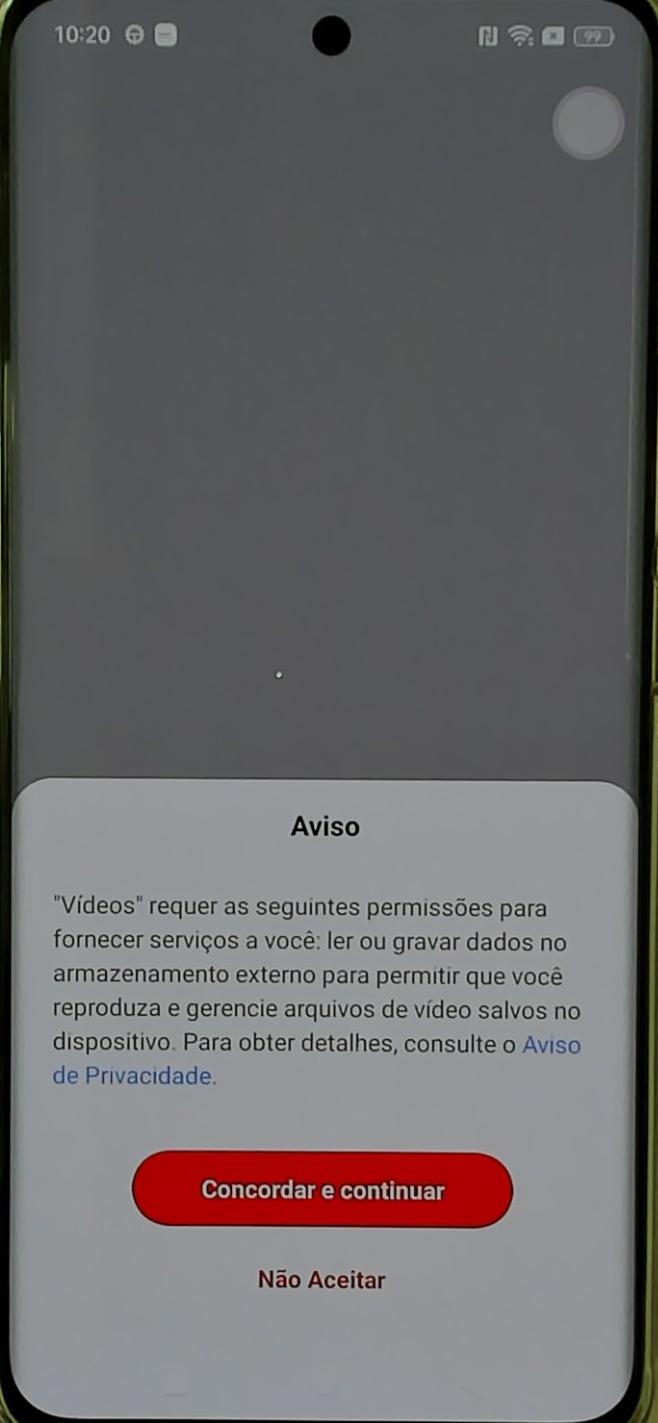 10:20
99
Aviso
"Vídeos" requer as seguintes permissões para
fornecer serviços a você: ler ou gravar dados no
armazenamento externo para permitir que você
reproduza e gerencie arquivos de vídeo salvos no
dispositivo. Para obter detalhes, consulte o Aviso
de Privacidade.
Concordar e continuar
Não Aceitar